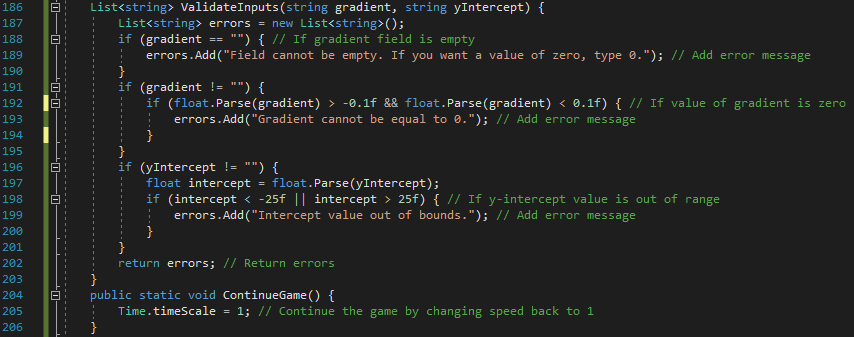 186 List<string> ValidateInputs(string gradient, string yIntercept) {
187 List<string> errors = new List<string>();
188 if (gradient == "") { // If gradient field is empty
189 errors.Add("Field cannot be empty. If you want a value of zero, type 0."); // Add error message
190 }
191 if (gradient != "") {
192 if (float.Parse(gradient) > -0.1f && float.Parse(gradient) < 0.1f) { // If value of gradient is zero
193 errors.Add("Gradient cannot be equal to 0."); // Add error message
194 }
195 }
196 if (yIntercept != "") {
197 float intercept = float.Parse(yIntercept);
198 if (intercept < -25f || intercept > 25f) { // If y-intercept value is out of range
199 errors.Add("Intercept value out of bounds."); // Add error message
200 }
201 }
202 return errors; // Return errors
203 }
204 public static void ContinueGame() {
205 Time.timeScale = 1; // Continue the game by changing speed back to 1
206 }